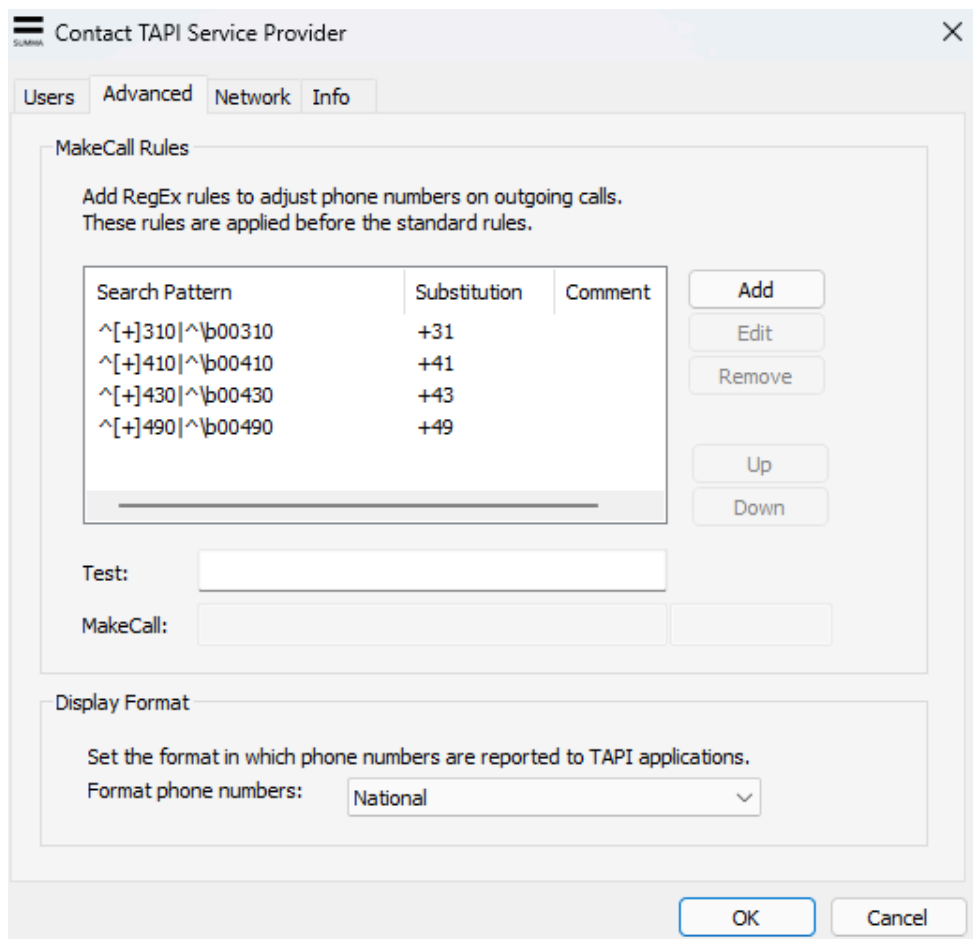 SUMMA
Contact TAPI Service Provider
Users Advanced Network Info
MakeCall Rules
Add RegEx rules to adjust phone numbers on outgoing calls.
These rules are applied before the standard rules.
Search Pattern Substitution Comment
^[+]310|^\b00310 +31
^[+]410|^\b00410 +41
^[+]430|^\b00430 +43
^[+]490|^\b00490 +49
Add
Edit
Remove
Up
Down
Test:
MakeCall:
Display Format
Set the format in which phone numbers are reported to TAPI applications.
Format phone numbers: National
OK Cancel